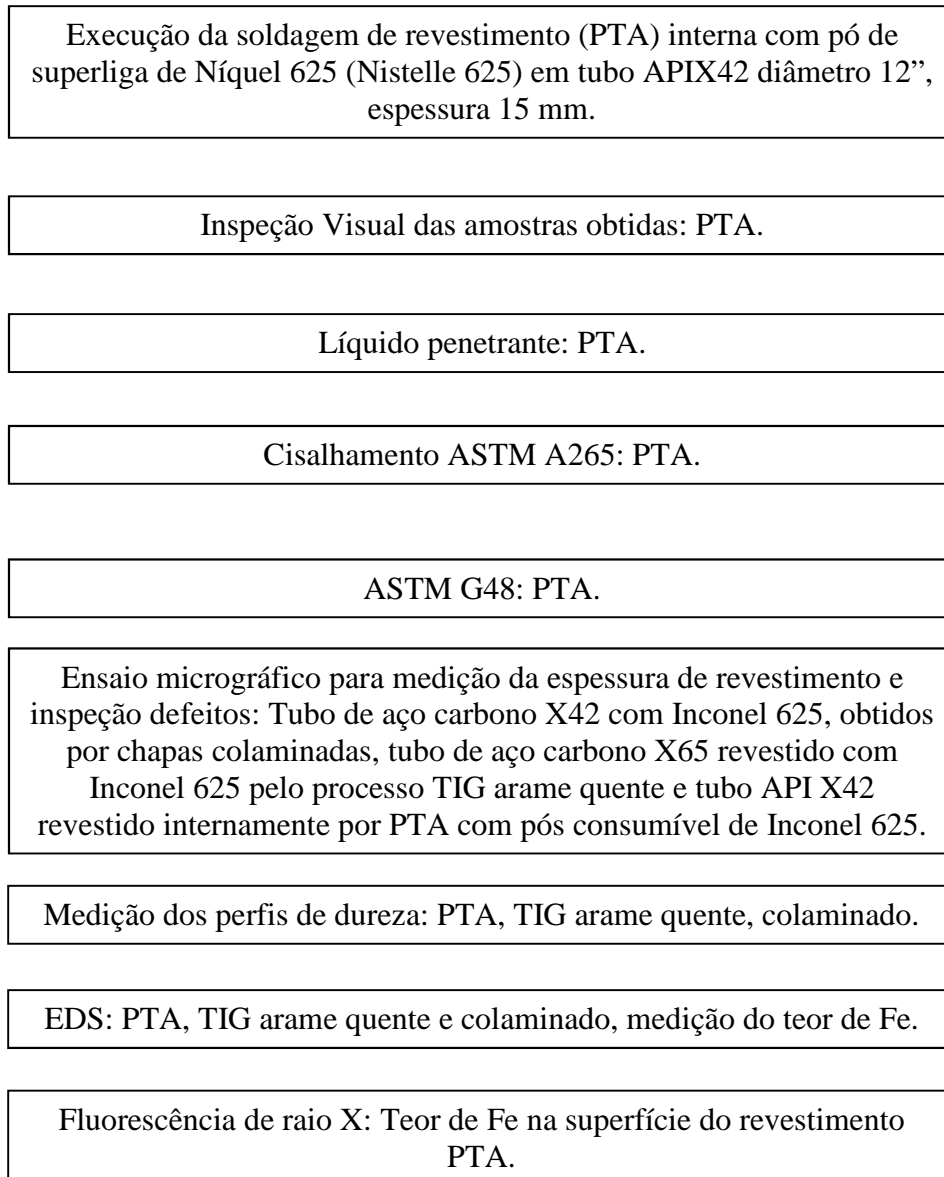 Execução da soldagem de revestimento (PTA) interna com pó de
superliga de Níquel 625 (Nistelle 625) em tubo APIX42 diâmetro 12”,
espessura 15 mm.
Inspeção Visual das amostras obtidas: PTA.
Líquido penetrante: PTA.
Cisalhamento ASTM A265: PTA.
ASTM G48: PTA.
Ensaio micrográfico para medição da espessura de revestimento e
inspeção defeitos: Tubo de aço carbono X42 com Inconel 625, obtidos
por chapas colaminadas, tubo de aço carbono X65 revestido com
Inconel 625 pelo processo TIG arame quente e tubo API X42
revestido internamente por PTA com pós consumível de Inconel 625.
Medição dos perfis de dureza: PTA, TIG arame quente, colaminado.
EDS: PTA, TIG arame quente e colaminado, medição do teor de Fe.
Fluorescência de raio X: Teor de Fe na superfície do revestimento
PTA.